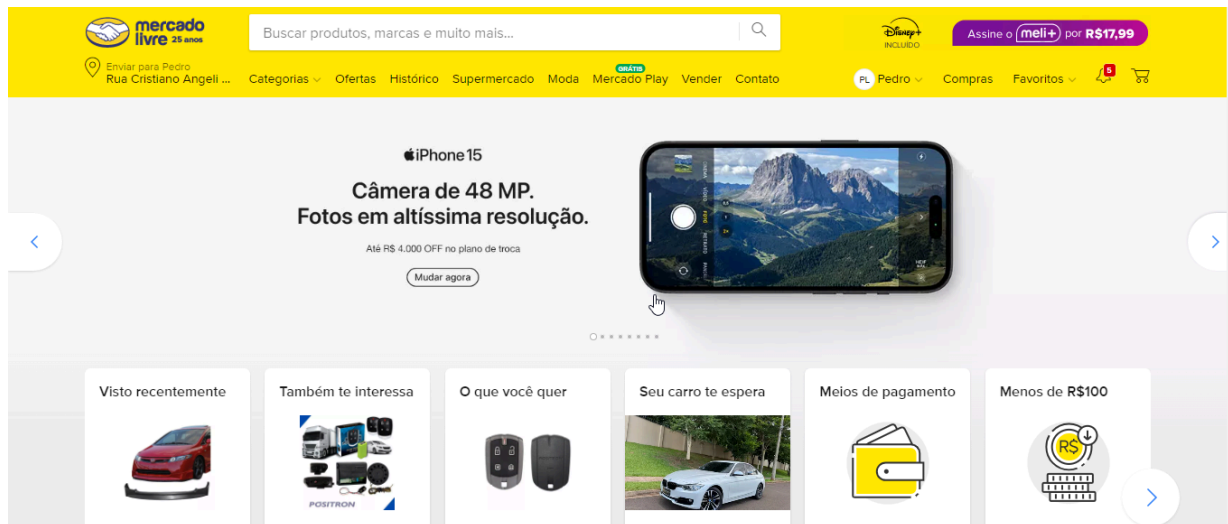 mercado
livre 25 anos
Buscar produtos, marcas e muito mais...
Disney+
INCLUIDO
Assine o meli+ por R$17,99
Enviar para Pedro
Rua Cristiano Angeli ...
Categorias
Ofertas
Histórico
Supermercado
Moda
GRÁTIS
Mercado Play
Vender
Contato
PL Pedro
Compras
Favoritos
5
iPhone 15
Câmera de 48 MP.
Fotos em altíssima resolução.
Até R$ 4.000 OFF no plano de troca
Mudar agora
Visto recentemente
Também te interessa
O que você quer
Seu carro te espera
Meios de pagamento
Menos de R$100
POSITRON
R$